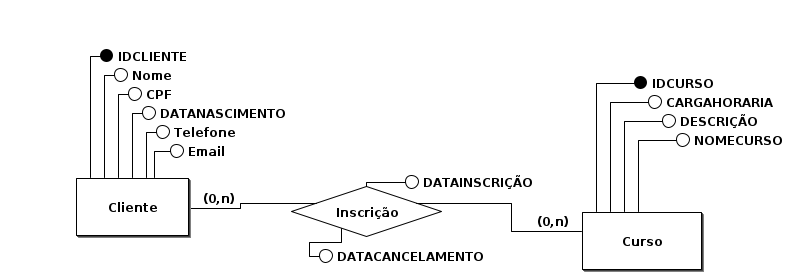 IDCLIENTE
Nome
CPF
DATANASCIMENTO
Telefone
Email
Cliente
(0,n)
DATAINSCRIÇÃO
Inscrição
DATACANCELAMENTO
(0,n)
IDCURSO
CARGAHORARIA
DESCRIÇÃO
NOMECURSO
Curso